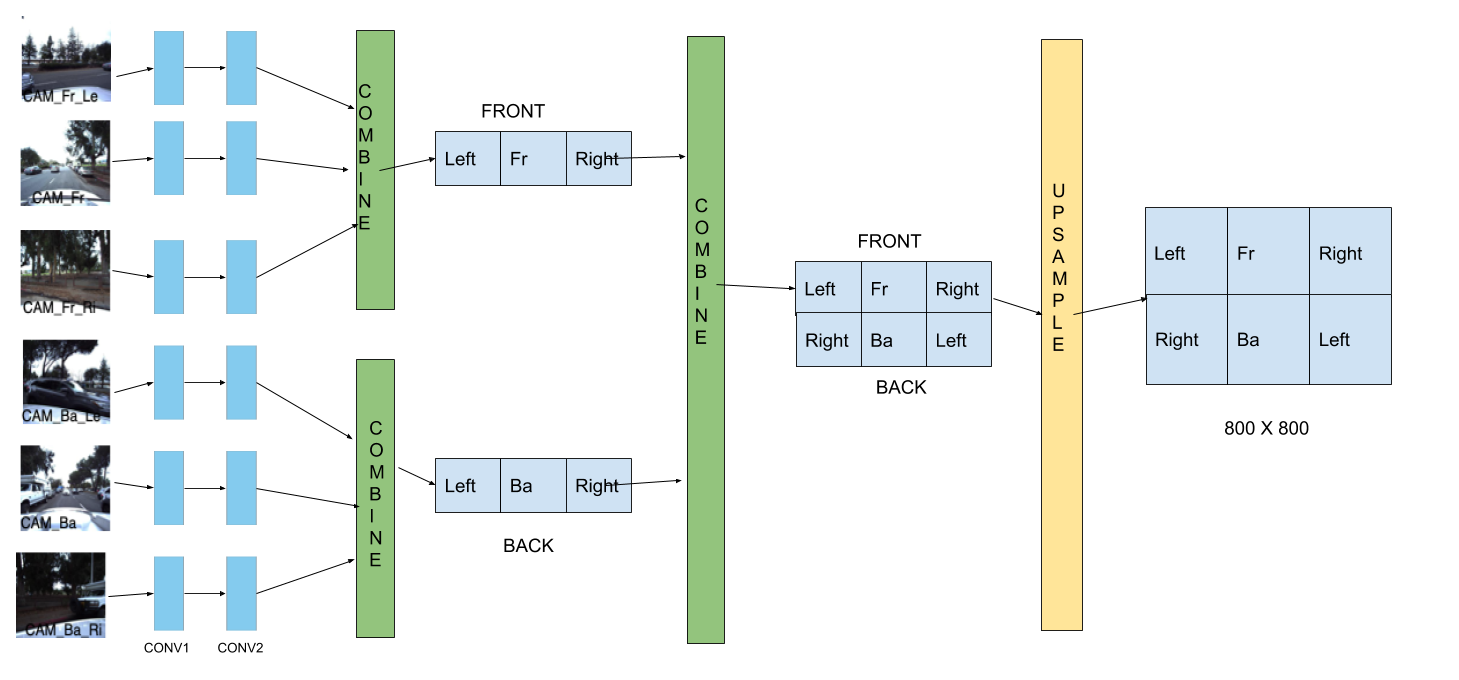 CAM_Fr_Le
CAM_Fr
CAM_Fr_Ri
CAM_Ba_Le
CAM_Ba
CAM_Ba_Ri
CONV1
CONV2
COMBINE
COMBINE
FRONT
Left Fr Right
Left Ba Right
BACK
COMBINE
FRONT
Left Fr Right
Right Ba Left
BACK
UPSAMPLE
Left Fr Right
Right Ba Left
800 X 800